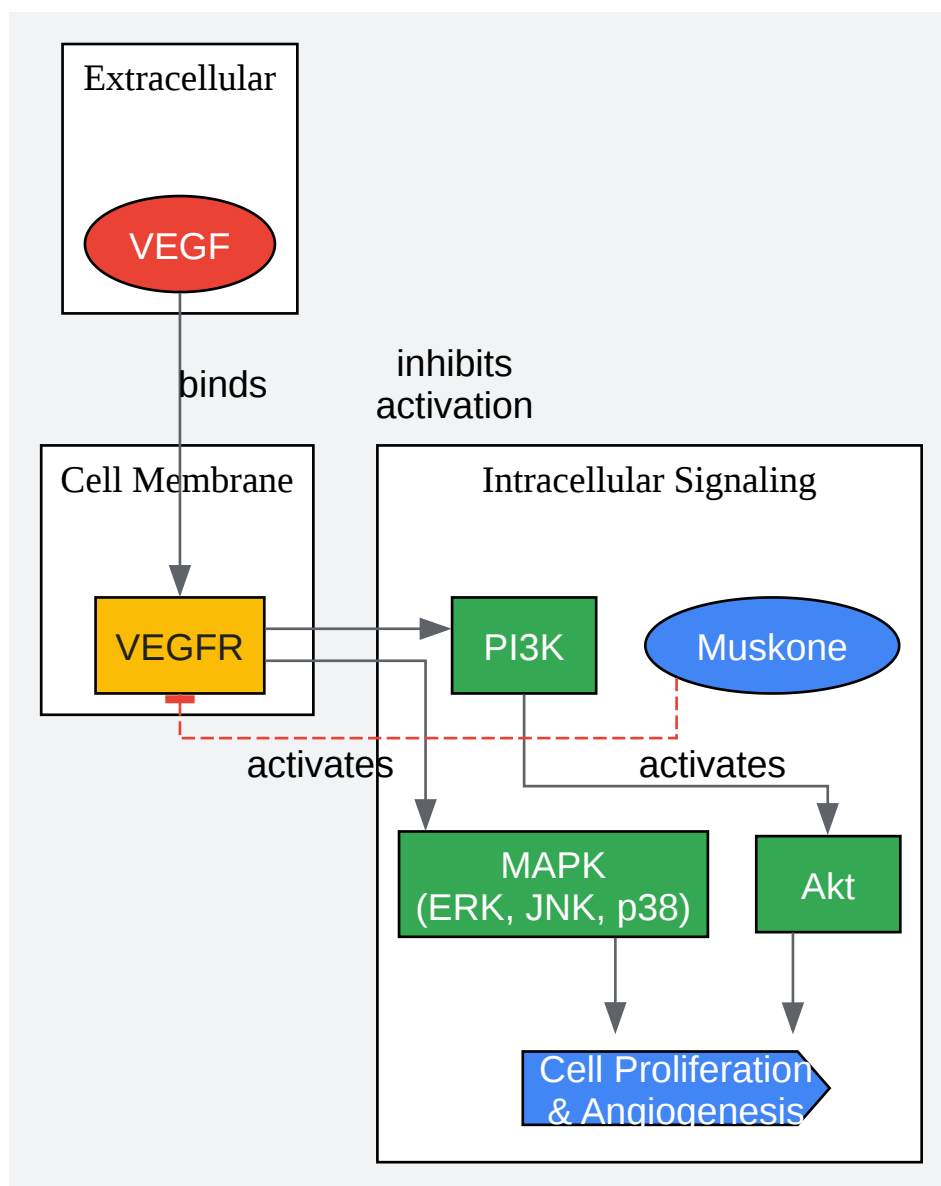 Extracellular
VEGF
binds
inhibits
activation
Cell Membrane
Intracellular Signaling
VEGFR
PI3K
Muskone
activates
activates
MAPK
(ERK, JNK, p38)
Akt
Cell Proliferation
& Angiogenesis